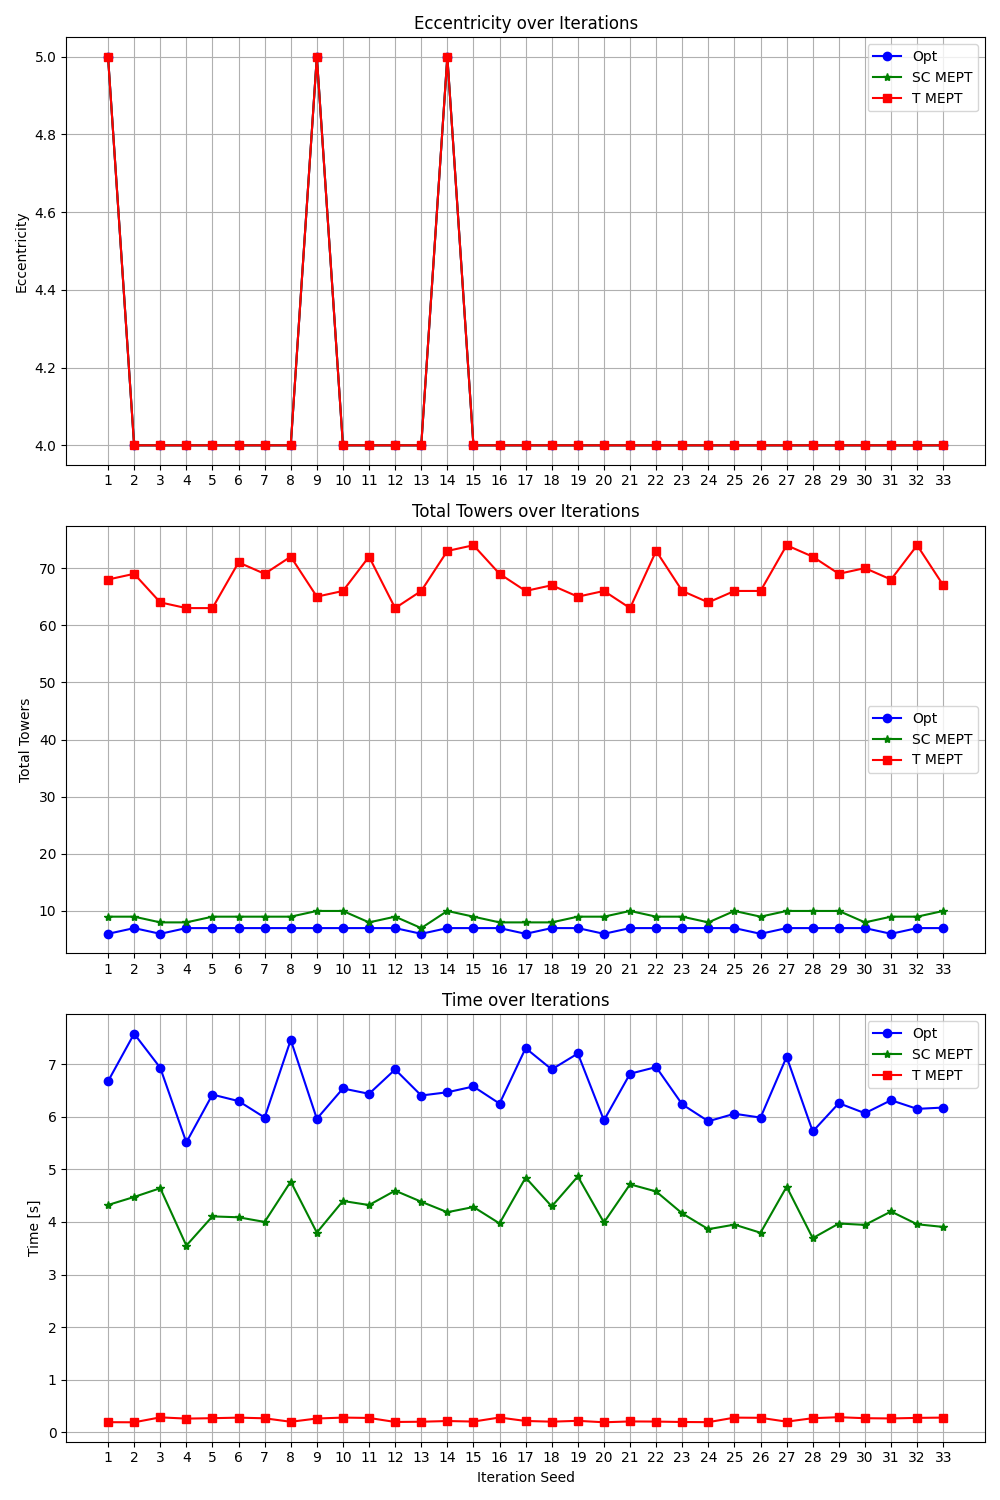 Eccentricity over Iterations
Eccentricity
5.0
4.8
4.6
4.4
4.2
4.0
Opt
SC MEPT
T MEPT
1 2 3 4 5 6 7 8 9 10 11 12 13 14 15 16 17 18 19 20 21 22 23 24 25 26 27 28 29 30 31 32 33
Total Towers over Iterations
Total Towers
70
60
50
40
30
20
10
Opt
SC MEPT
T MEPT
1 2 3 4 5 6 7 8 9 10 11 12 13 14 15 16 17 18 19 20 21 22 23 24 25 26 27 28 29 30 31 32 33
Time over Iterations
Time [s]
7
6
5
4
3
2
1
0
Opt
SC MEPT
T MEPT
1 2 3 4 5 6 7 8 9 10 11 12 13 14 15 16 17 18 19 20 21 22 23 24 25 26 27 28 29 30 31 32 33
Iteration Seed